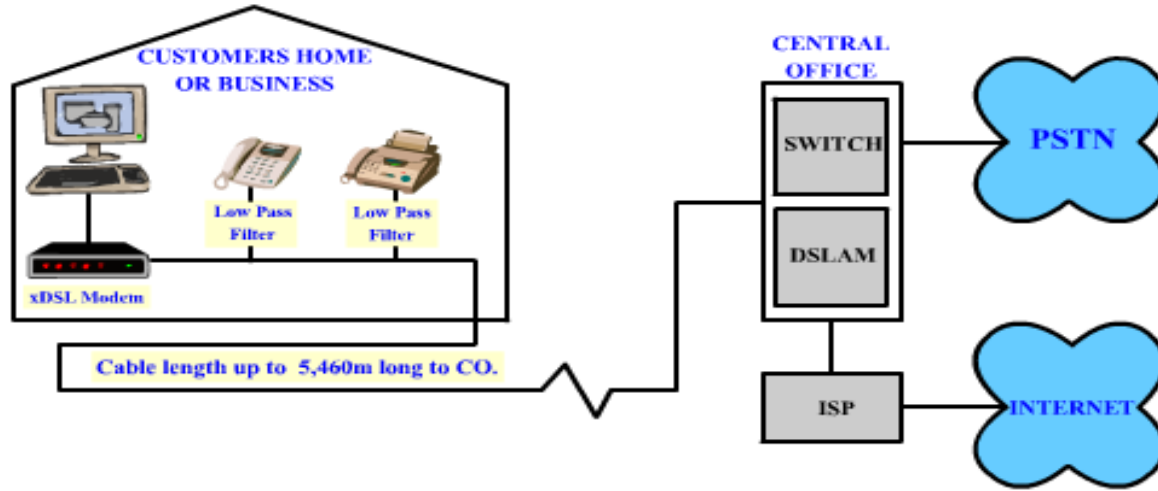 CUSTOMERS HOME
OR BUSINESS
Low Pass
Filter
Low Pass
Filter
xDSL Modem
Cable length up to 5,460m long to CO.
CENTRAL
OFFICE
SWITCH
DSLAM
ISP
PSTN
INTERNET